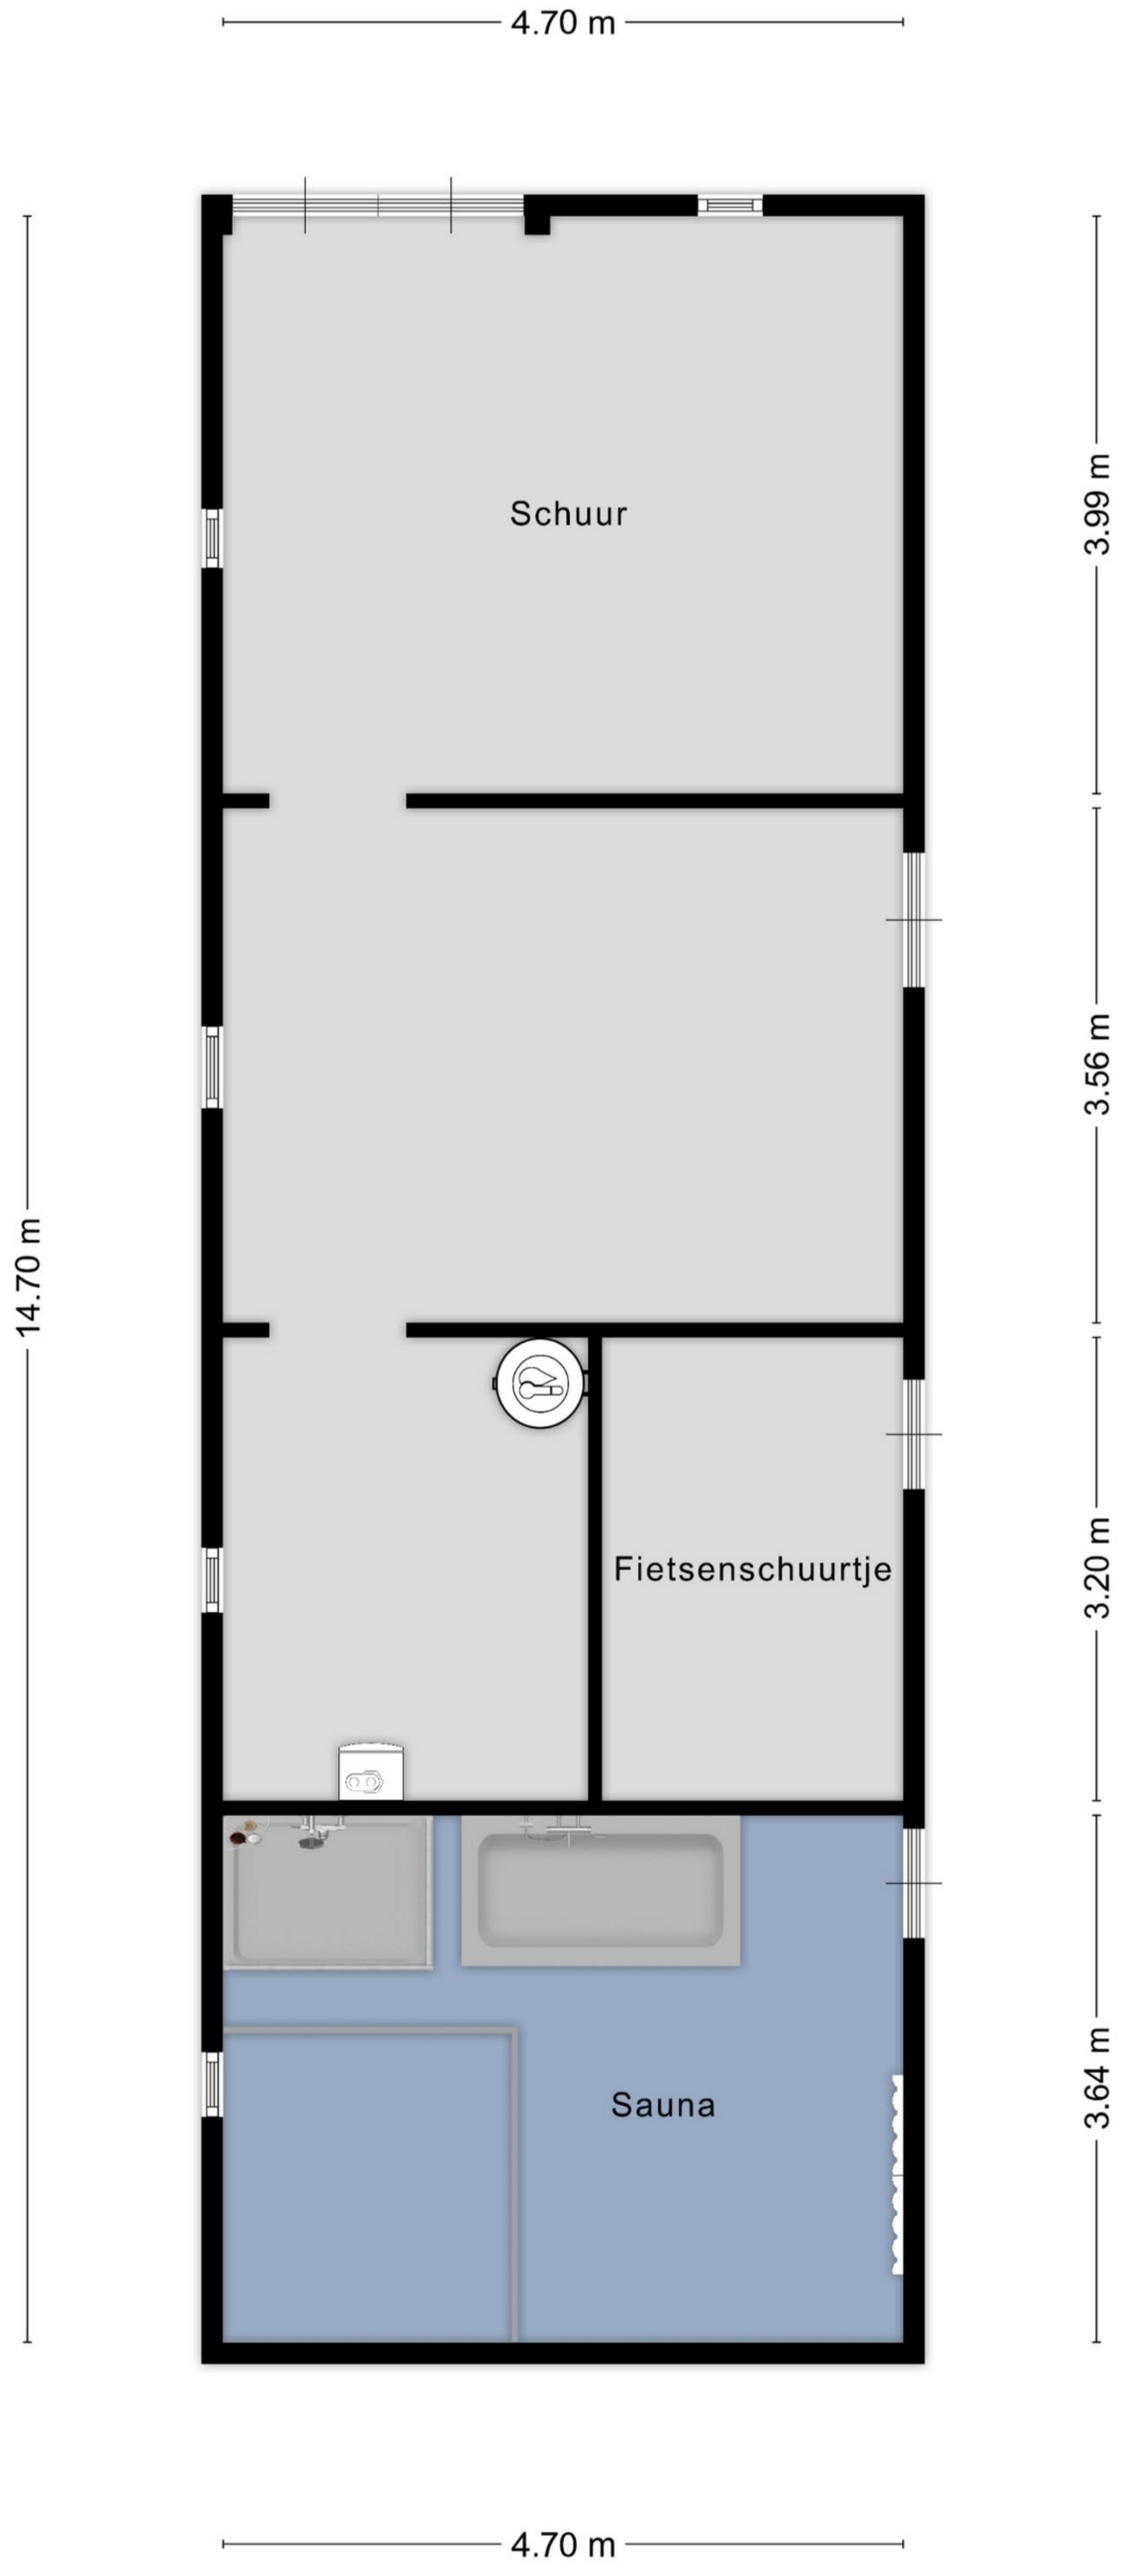 4.70 m
Schuur
3.99 m
3.56 m
14.70 m
Fietsenschuurtje
3.20 m
Sauna
3.64 m
4.70 m